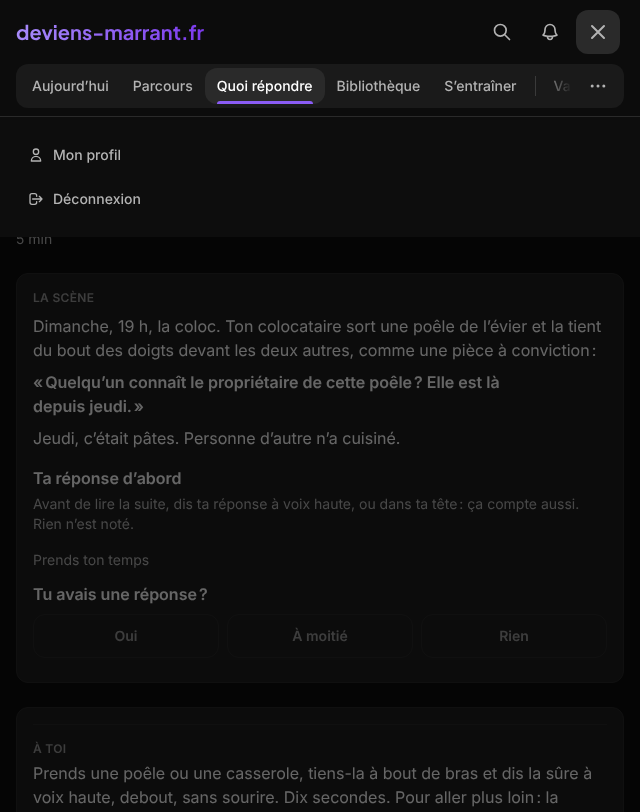 deviens-marrant.fr
Aujourd’hui Parcours Quoi répondre Bibliothèque S’entraîner Va ···
Mon profil
Déconnexion
5 min
LA SCÈNE
Dimanche, 19 h, la coloc. Ton colocataire sort une poêle de l’évier et la tient
du bout des doigts devant les deux autres, comme une pièce à conviction :
« Quelqu’un connaît le propriétaire de cette poêle ? Elle est là
depuis jeudi. »
Jeudi, c’était pâtes. Personne d’autre n’a cuisiné.
Ta réponse d’abord
Avant de lire la suite, dis ta réponse à voix haute, ou dans ta tête : ça compte aussi.
Rien n’est noté.
Prends ton temps
Tu avais une réponse ?
Oui À moitié Rien
À TOI
Prends une poêle ou une casserole, tiens-la à bout de bras et dis la sûre à
voix haute, debout, sans sourire. Dix secondes. Pour aller plus loin : la